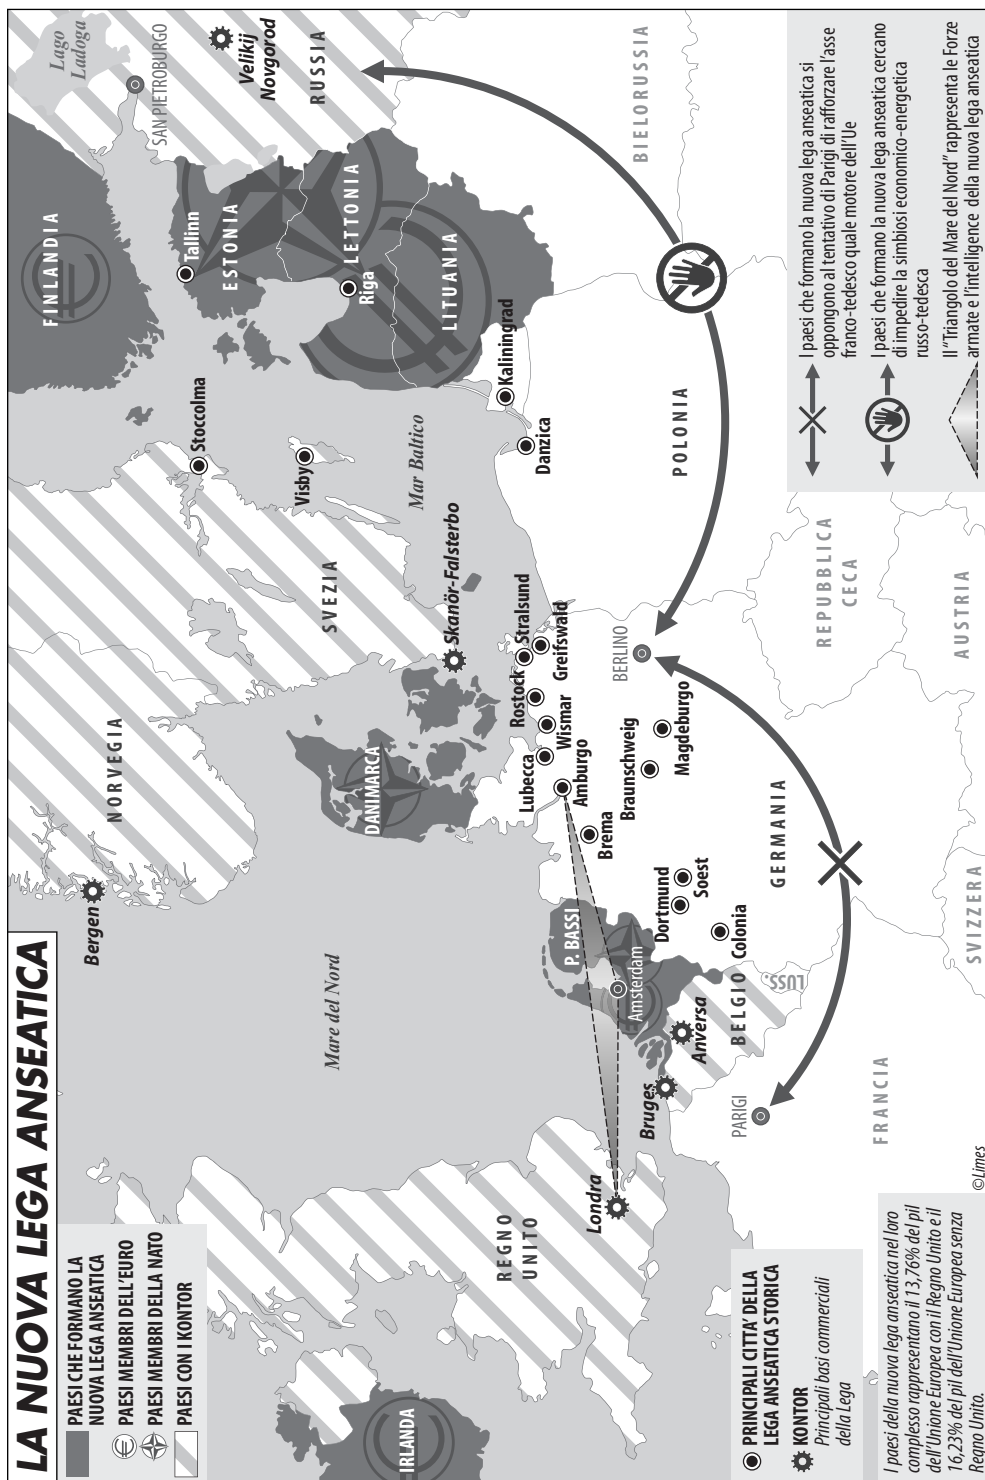 LA NUOVA LEGA ANSEATICA
PAESI CHE FORMANO LA
NUOVA LEGA ANSEATICA
PAESI MEMBRI DELL'EURO
PAESI MEMBRI DELLA NATO
PAESI CON I KONTOR
Bergen
NORVEGIA
SVEZIA
Stoccolma
Visby
FINLANDIA
Lago
Ladoga
SAN PIETROBURGO
Velikij
Novgorod
RUSSIA
Tallinn
ESTONIA
LETTONIA
Riga
LITUANIA
Mare del Nord
Mar Baltico
DANIMARCA
Skanör-Falsterbo
Kaliningrad
Danzica
IRLANDA
REGNO
UNITO
Londra
Bruges
Anversa
BELGIO
LUSS.
P. BASSI
Amsterdam
Lubecca
Amburgo
Wismar
Rostock
Stralsund
Greifswald
Brema
Braunschweig
Magdeburgo
Dortmund
Soest
Colonia
BERLINO
GERMANIA
POLONIA
BIELORUSSIA
REPUBBLICA
CECA
AUSTRIA
SVIZZERA
PARIGI
FRANCIA
PRINCIPALI CITTA' DELLA
LEGA ANSEATICA STORICA
KONTOR
Principali basi commerciali
della Lega
I paesi della nuova lega anseatica nel loro
complesso rappresentano il 13,76% del pil
dell'Unione Europea con il Regno Unito e il
16,23% del pil dell'Unione Europea senza
Regno Unito.
©Limes
I paesi che formano la nuova lega anseatica si
oppongono al tentativo di Parigi di rafforzare l'asse
franco-tedesco quale motore dell'Ue
I paesi che formano la nuova lega anseatica cercano
di impedire la simbiosi economico-energetica
russo-tedesca
Il "Triangolo del Mare del Nord" rappresenta le Forze
armate e l'intelligence della nuova lega anseatica